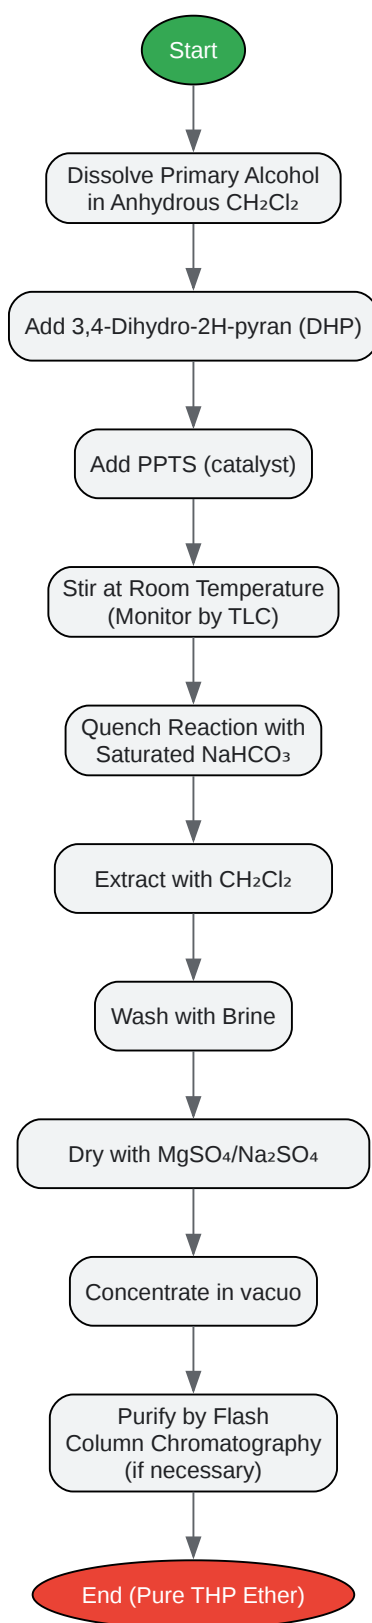 Start
Dissolve Primary Alcohol
in Anhydrous CH₂Cl₂
Add 3,4-Dihydro-2H-pyran (DHP)
Add PPTS (catalyst)
Stir at Room Temperature
(Monitor by TLC)
Quench Reaction with
Saturated NaHCO₃
Extract with CH₂Cl₂
Wash with Brine
Dry with MgSO₄/Na₂SO₄
Concentrate in vacuo
Purify by Flash
Column Chromatography
(if necessary)
End (Pure THP Ether)